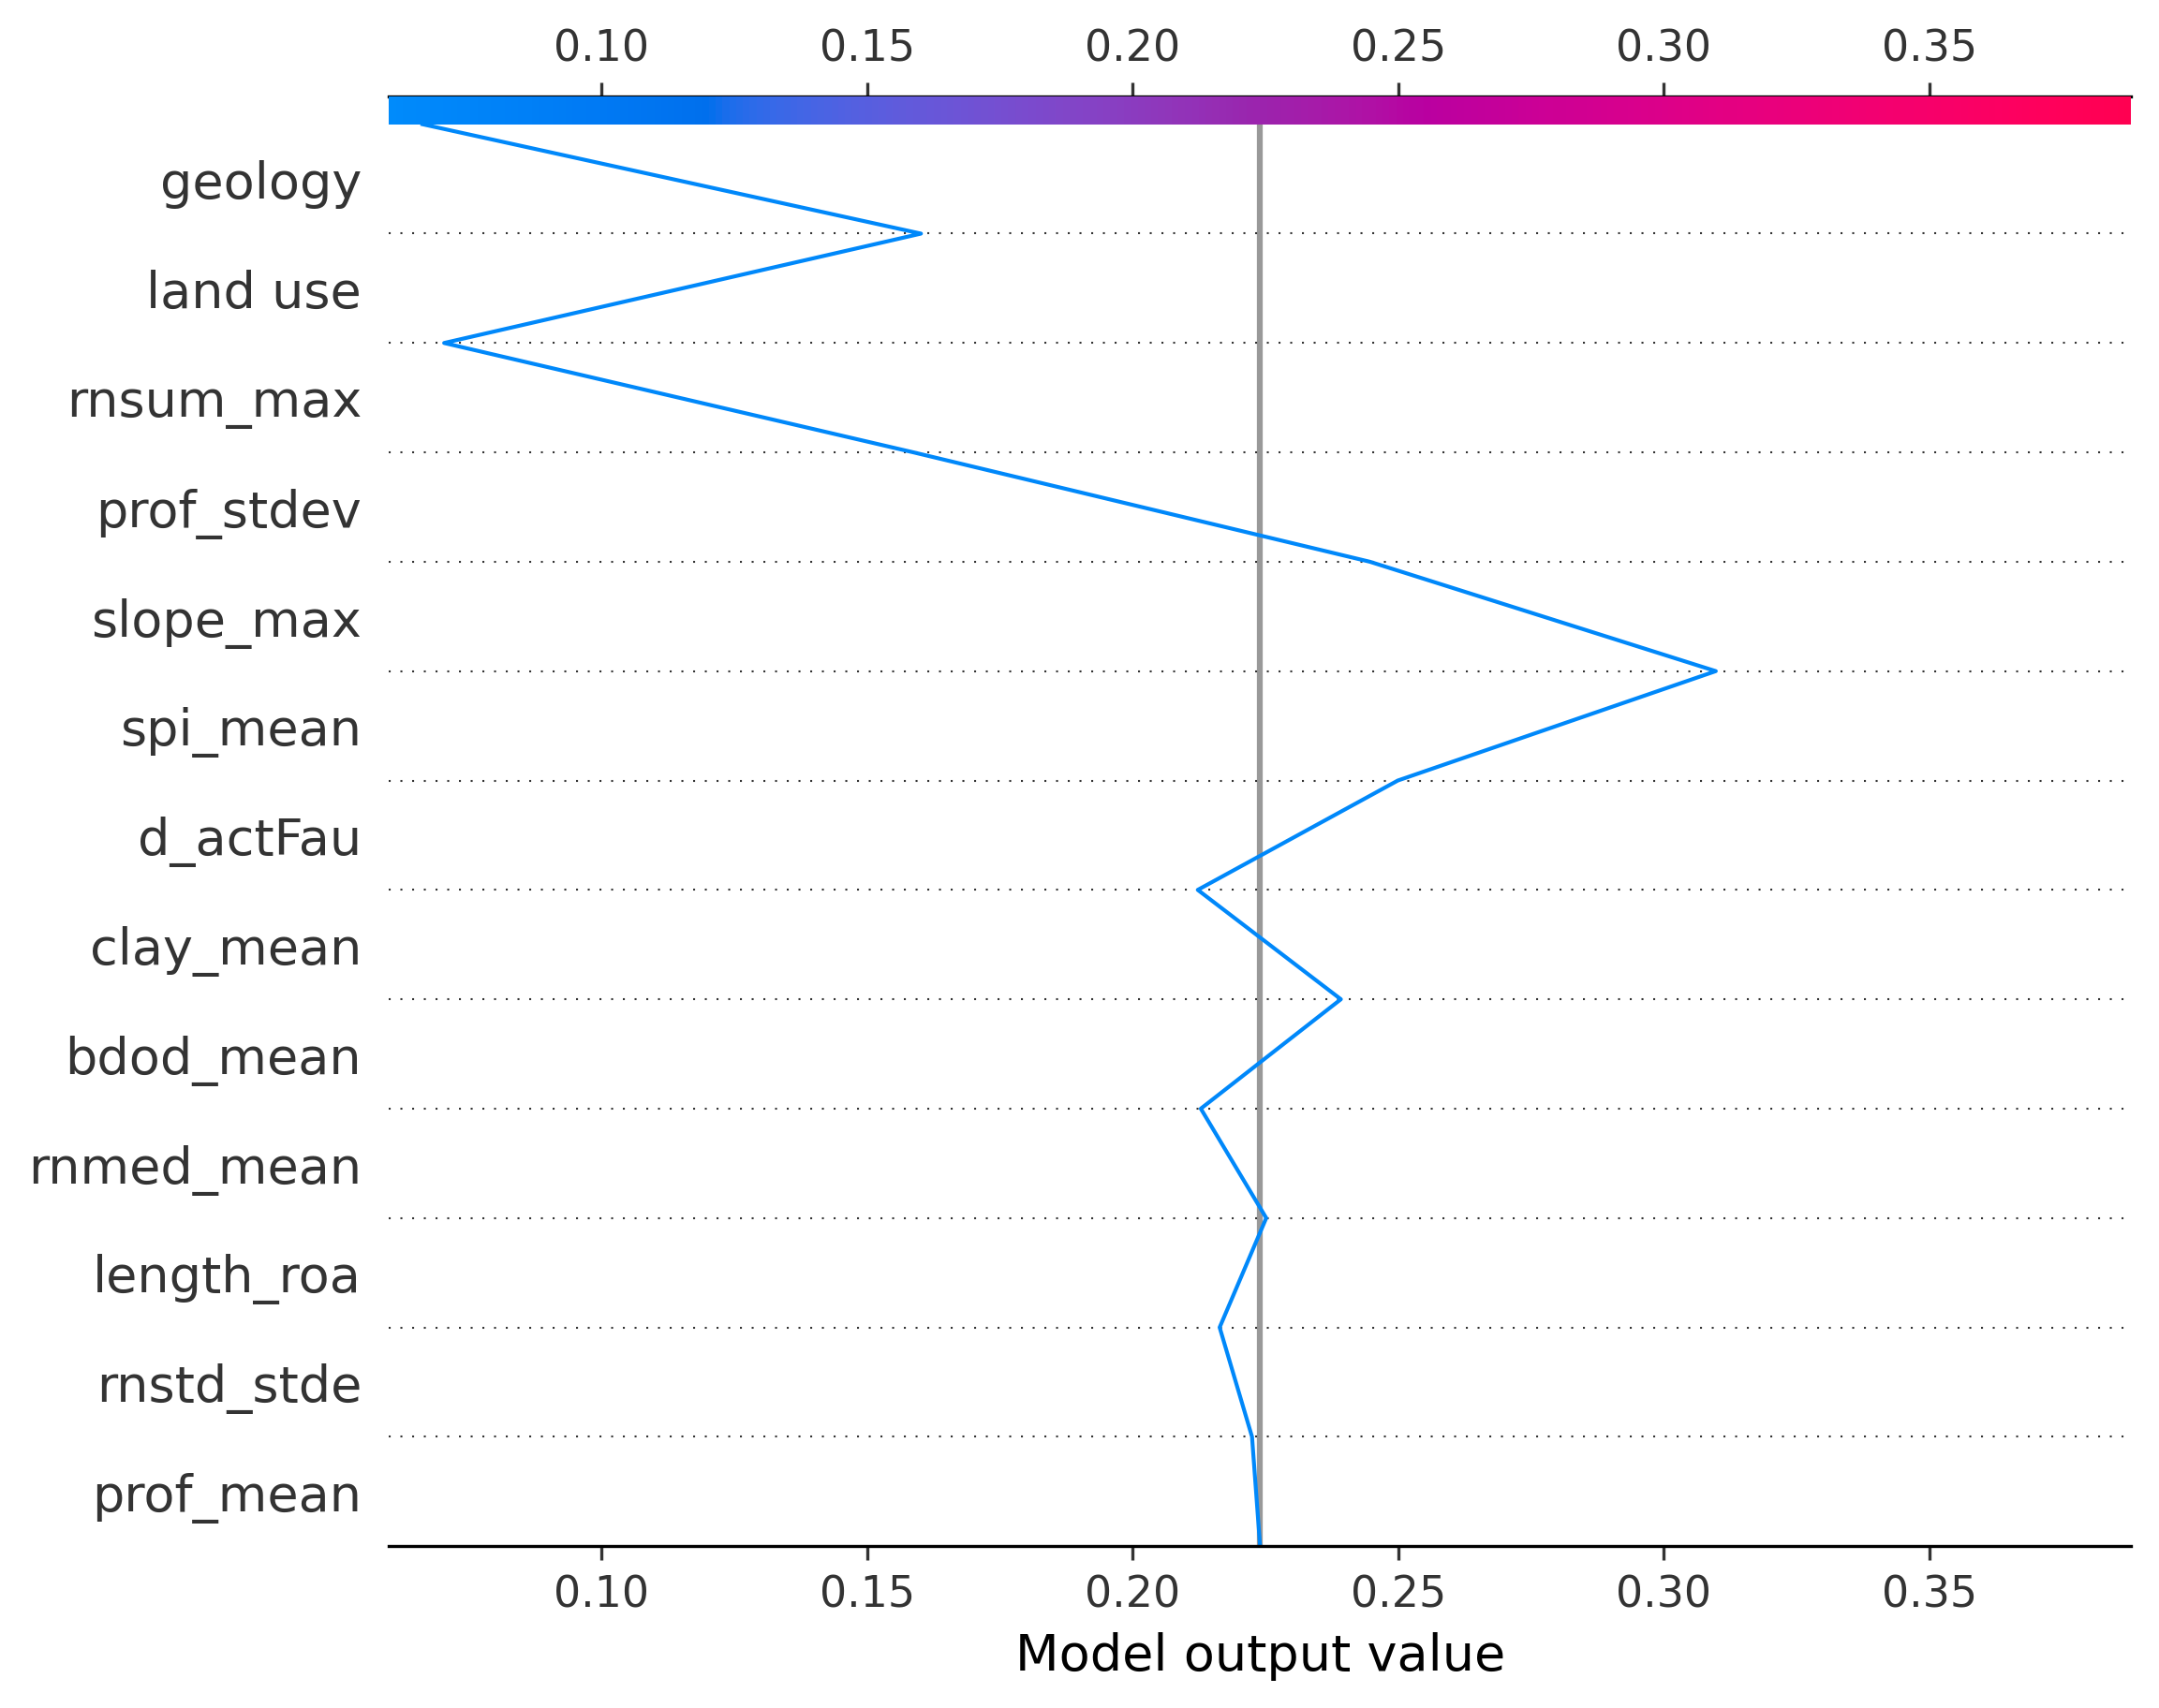 0.10 0.15 0.20 0.25 0.30 0.35
geology
land use
rnsum_max
prof_stdev
slope_max
spi_mean
d_actFau
clay_mean
bdod_mean
rnmed_mean
length_roa
rnstd_stde
prof_mean
0.10 0.15 0.20 0.25 0.30 0.35
Model output value